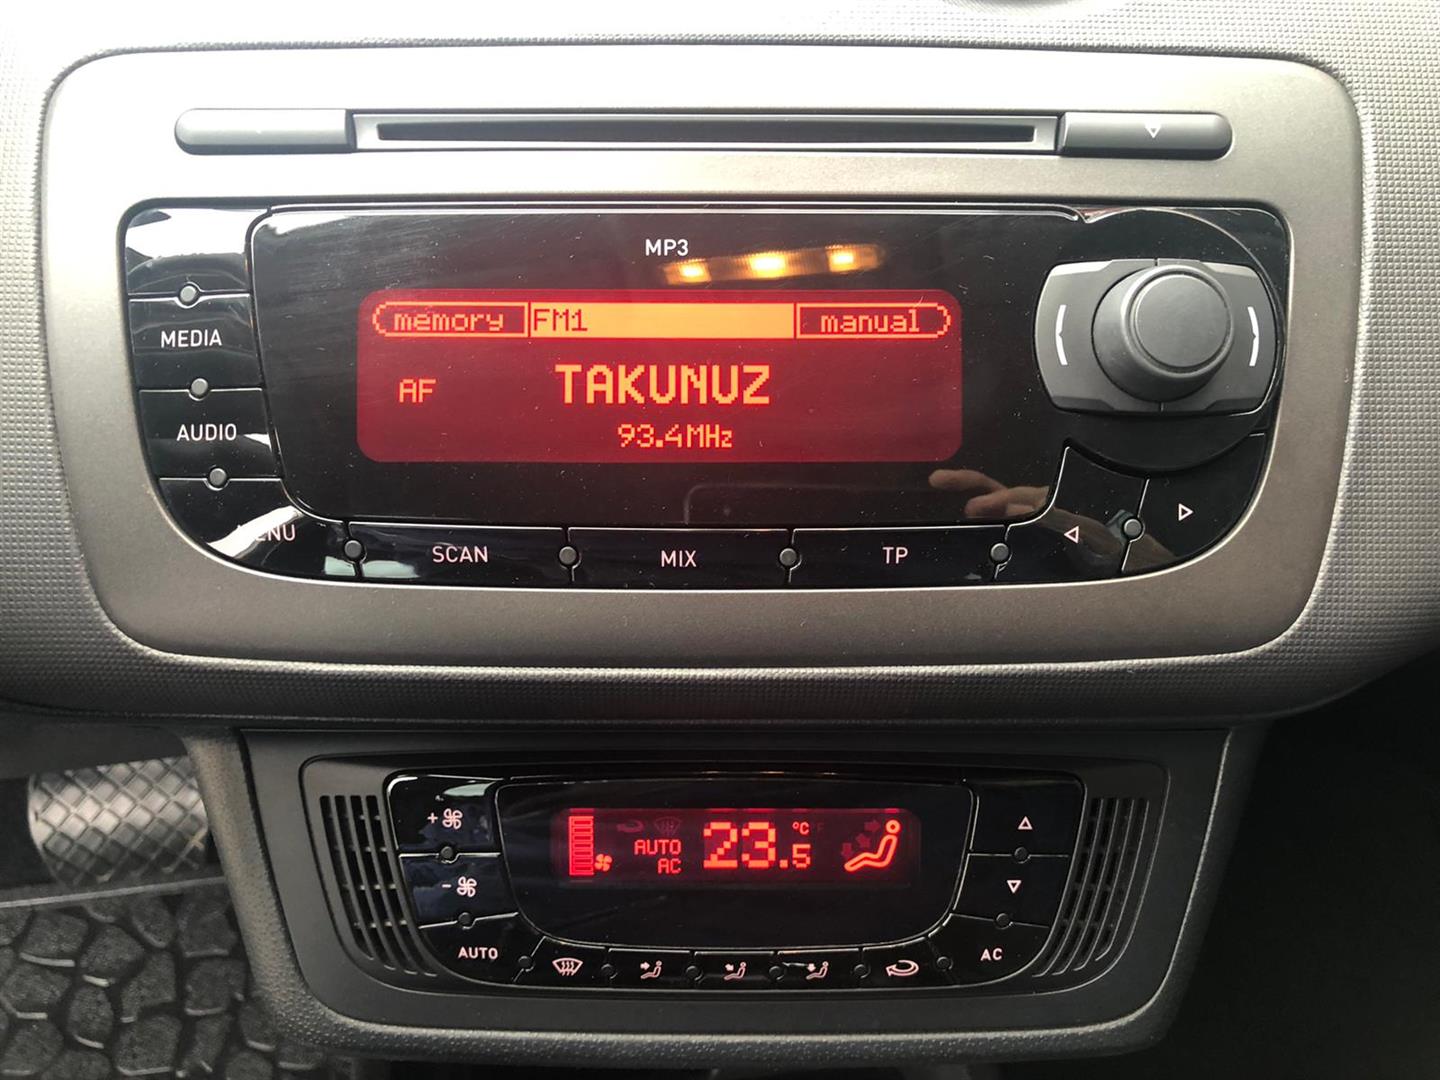 MP3
memory FM1 manual
AF TAKUNUZ
93.4MHz
MEDIA
AUDIO
MENU
SCAN MIX TP
+
-
AUTO
AC
23.5 °C
AUTO
AC